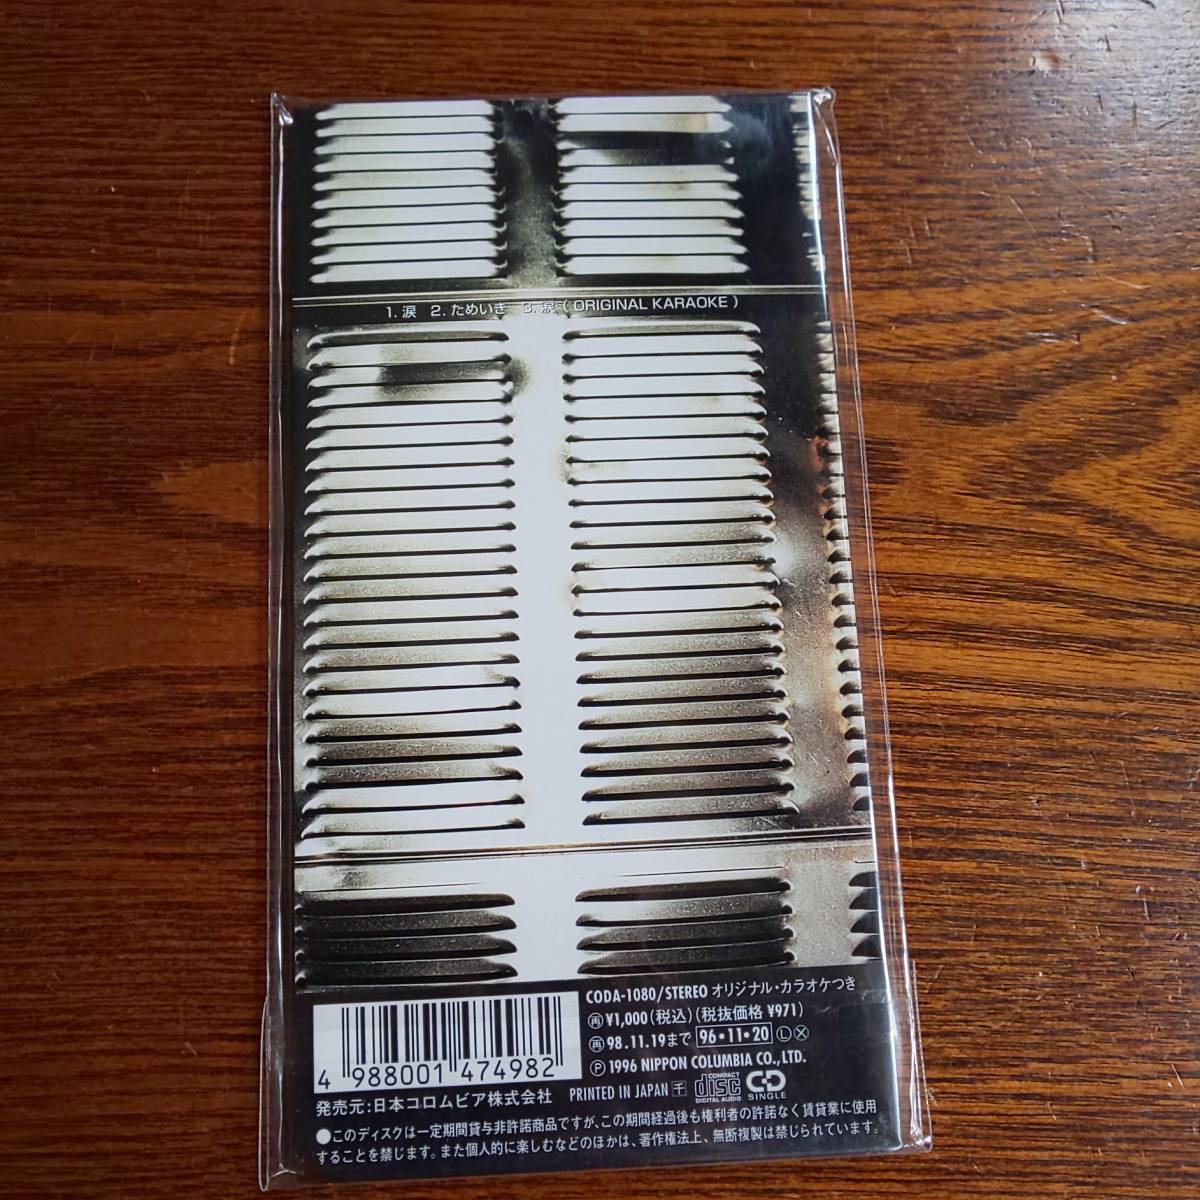 1. 涙 2. ためいき 3. 涙 ( ORIGINAL KARAOKE )
CODA-1080/STEREO オリジナル・カラオケつき
再 ¥1,000(税込)(税抜価格 ¥971)
再 98.11.19まで 96・11・20 L X
Ⓟ 1996 NIPPON COLUMBIA CO., LTD.
4 988001 474982
PRINTED IN JAPAN 千 COMPACT disc DIGITAL AUDIO CD SINGLE
発売元:日本コロムビア株式会社
●このディスクは一定期間貸与非許諾商品ですが、この期間経過後も権利者の許諾なく賃貸業に使用
することを禁じます。また個人的に楽しむなどのほかは、著作権法上、無断複製は禁じられています。